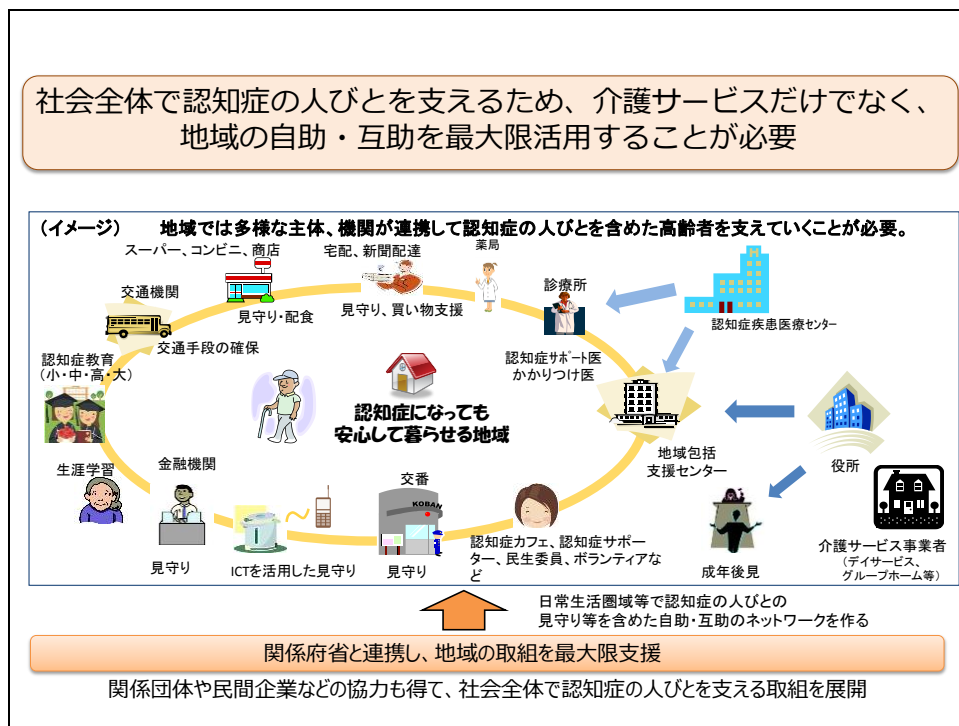 社会全体で認知症の人びとを支えるため、介護サービスだけでなく、
地域の自助・互助を最大限活用することが必要
（イメージ） 地域では多様な主体、機関が連携して認知症の人びとを含めた高齢者を支えていくことが必要。
スーパー、コンビニ、商店
宅配、新聞配達
薬局
診療所
交通機関
見守り・配食
見守り、買い物支援
認知症疾患医療センター
交通手段の確保
認知症教育
（小・中・高・大）
認知症サポート医
かかりつけ医
認知症になっても
安心して暮らせる地域
地域包括
支援センター
役所
生涯学習
金融機関
交番
KOBAN
見守り
ICTを活用した見守り
見守り
認知症カフェ、認知症サポー
ター、民生委員、ボランティアな
ど
成年後見
介護サービス事業者
（デイサービス、
グループホーム等）
日常生活圏域等で認知症の人びとの
見守り等を含めた自助・互助のネットワークを作る
関係府省と連携し、地域の取組を最大限支援
関係団体や民間企業などの協力も得て、社会全体で認知症の人びとを支える取組を展開